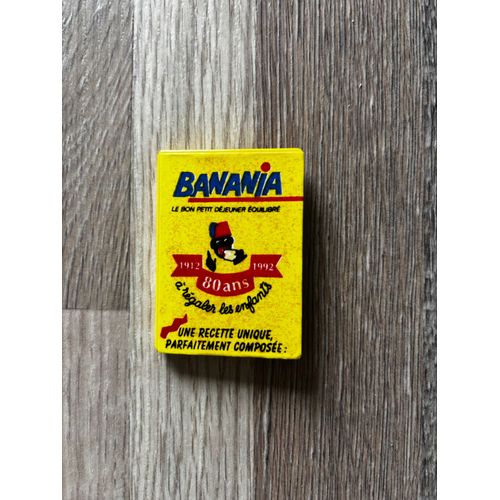 BANANIA
LE BON PETIT DÉJEUNER ÉQUILIBRÉ
1912 1992
80 ans
à régaler les enfants
UNE RECETTE UNIQUE,
PARFAITEMENT COMPOSÉE :